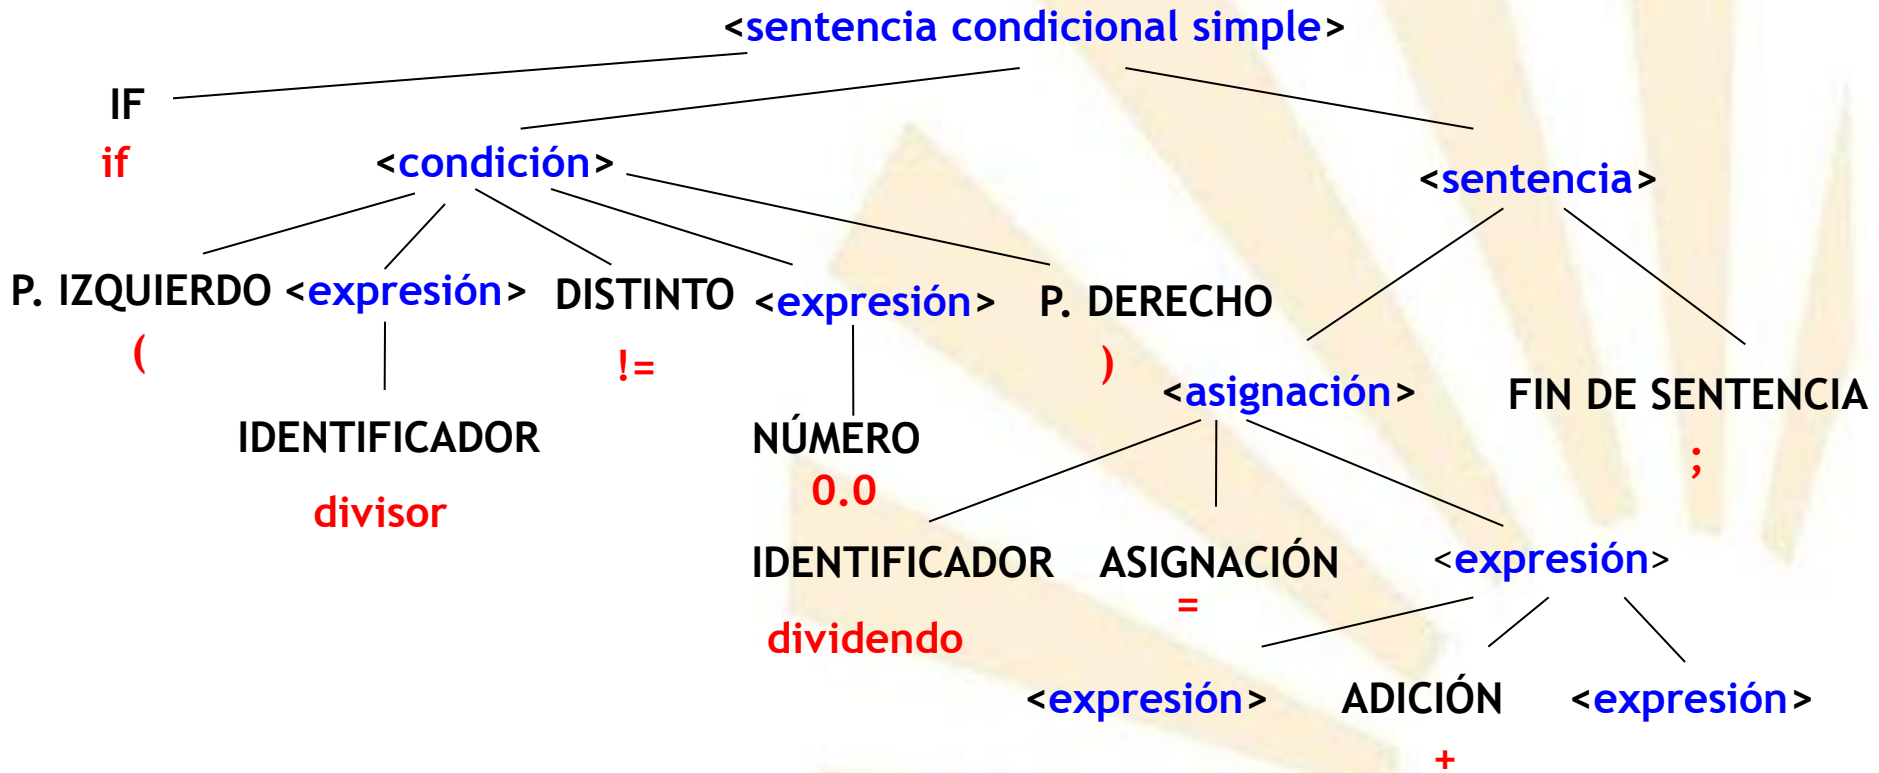 <sentencia condicional simple>
IF
if
<condición>
<sentencia>
P. IZQUIERDO <expresión> DISTINTO <expresión> P. DERECHO
( != )
<asignación> FIN DE SENTENCIA
IDENTIFICADOR NÚMERO ;
divisor 0.0
IDENTIFICADOR ASIGNACIÓN <expresión>
=
dividendo
<expresión> ADICIÓN <expresión>
+